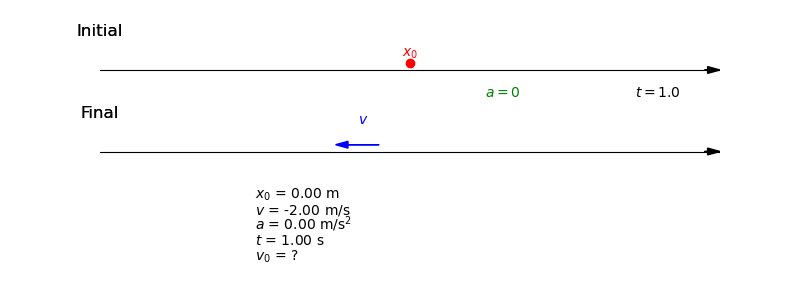 Initial
x₀
a = 0
t = 1.0
Final
v
x₀ = 0.00 m
v = -2.00 m/s
a = 0.00 m/s²
t = 1.00 s
v₀ = ?